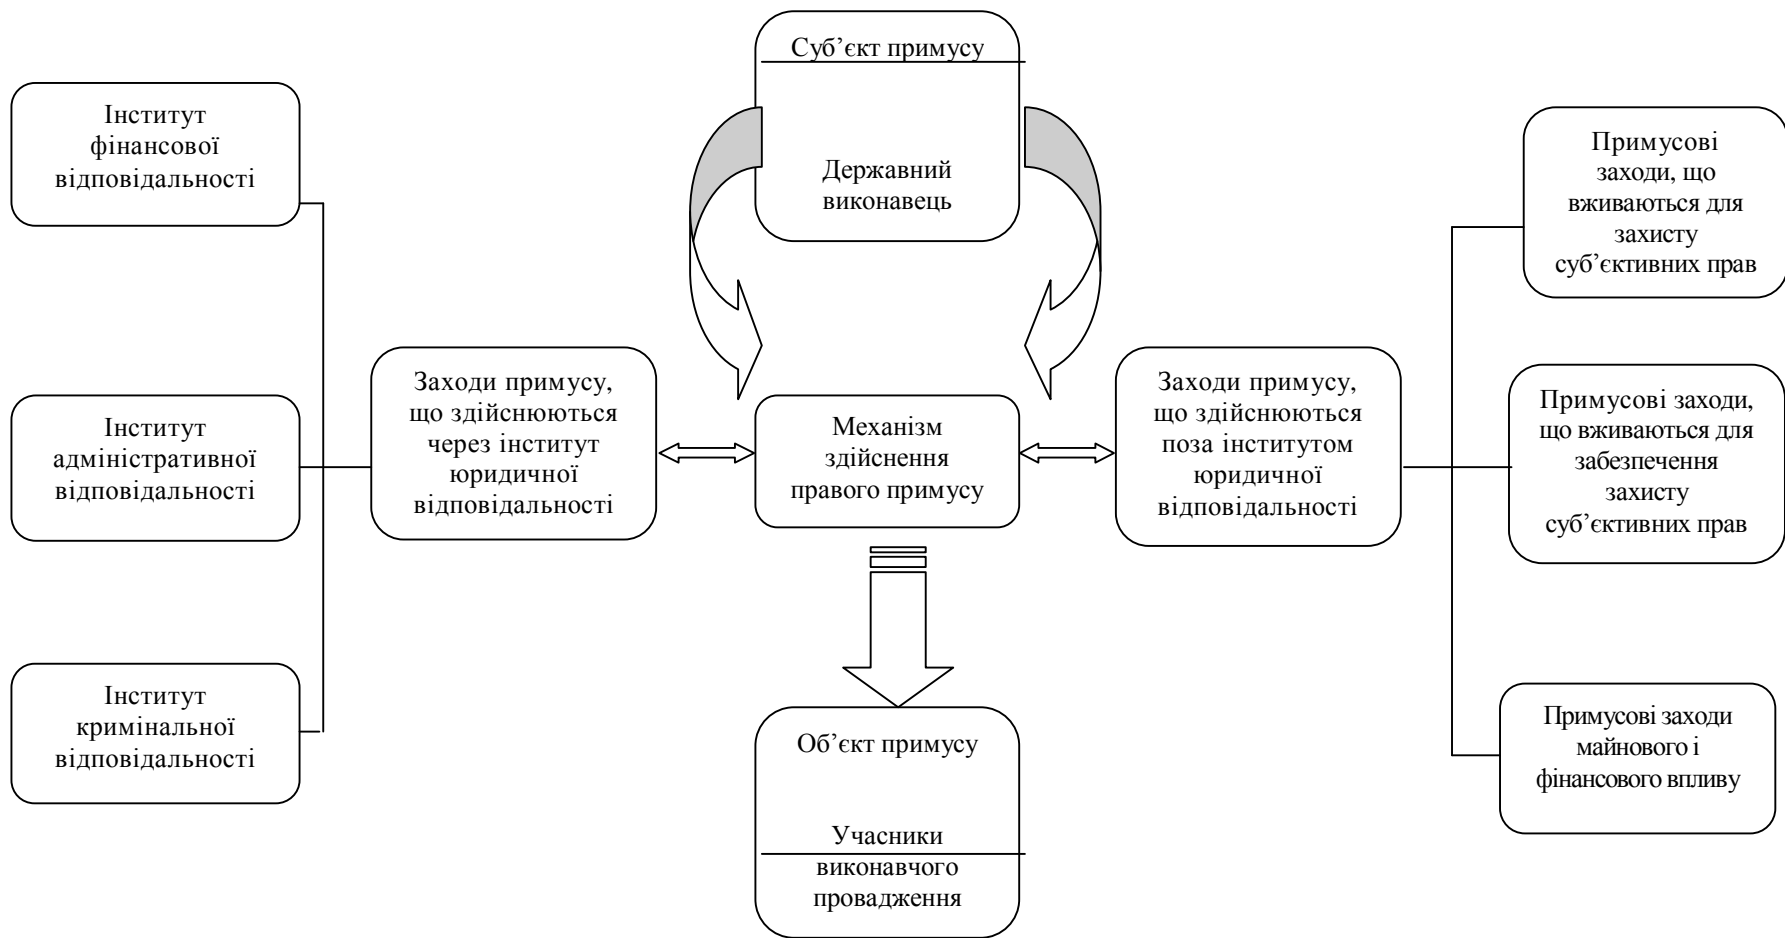 Суб’єкт примусу
Державний
виконавець
Інститут
фінансової
відповідальності
Інститут
адміністративної
відповідальності
Інститут
кримінальної
відповідальності
Заходи примусу,
що здійснюються
через інститут
юридичної
відповідальності
Механізм
здійснення
правого примусу
Заходи примусу,
що здійснюються
поза інститутом
юридичної
відповідальності
Примусові
заходи, що
вживаються для
захисту
суб’єктивних прав
Примусові заходи,
що вживаються для
забезпечення
захисту
суб’єктивних прав
Примусові заходи
майнового і
фінансового впливу
Об’єкт примусу
Учасники
виконавчого
провадження